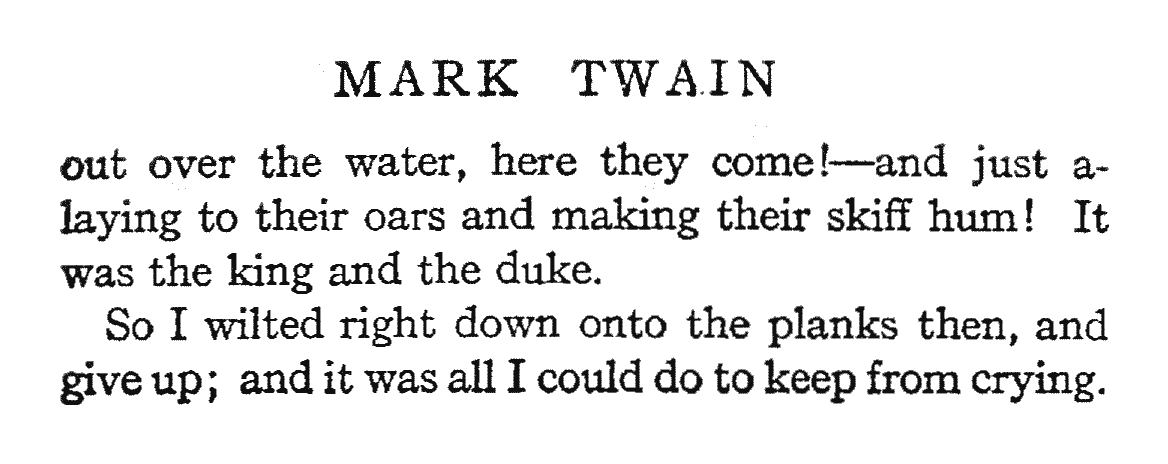 MARK TWAIN
out over the water, here they come!—and just a-
laying to their oars and making their skiff hum! It
was the king and the duke.
So I wilted right down onto the planks then, and
give up; and it was all I could do to keep from crying.